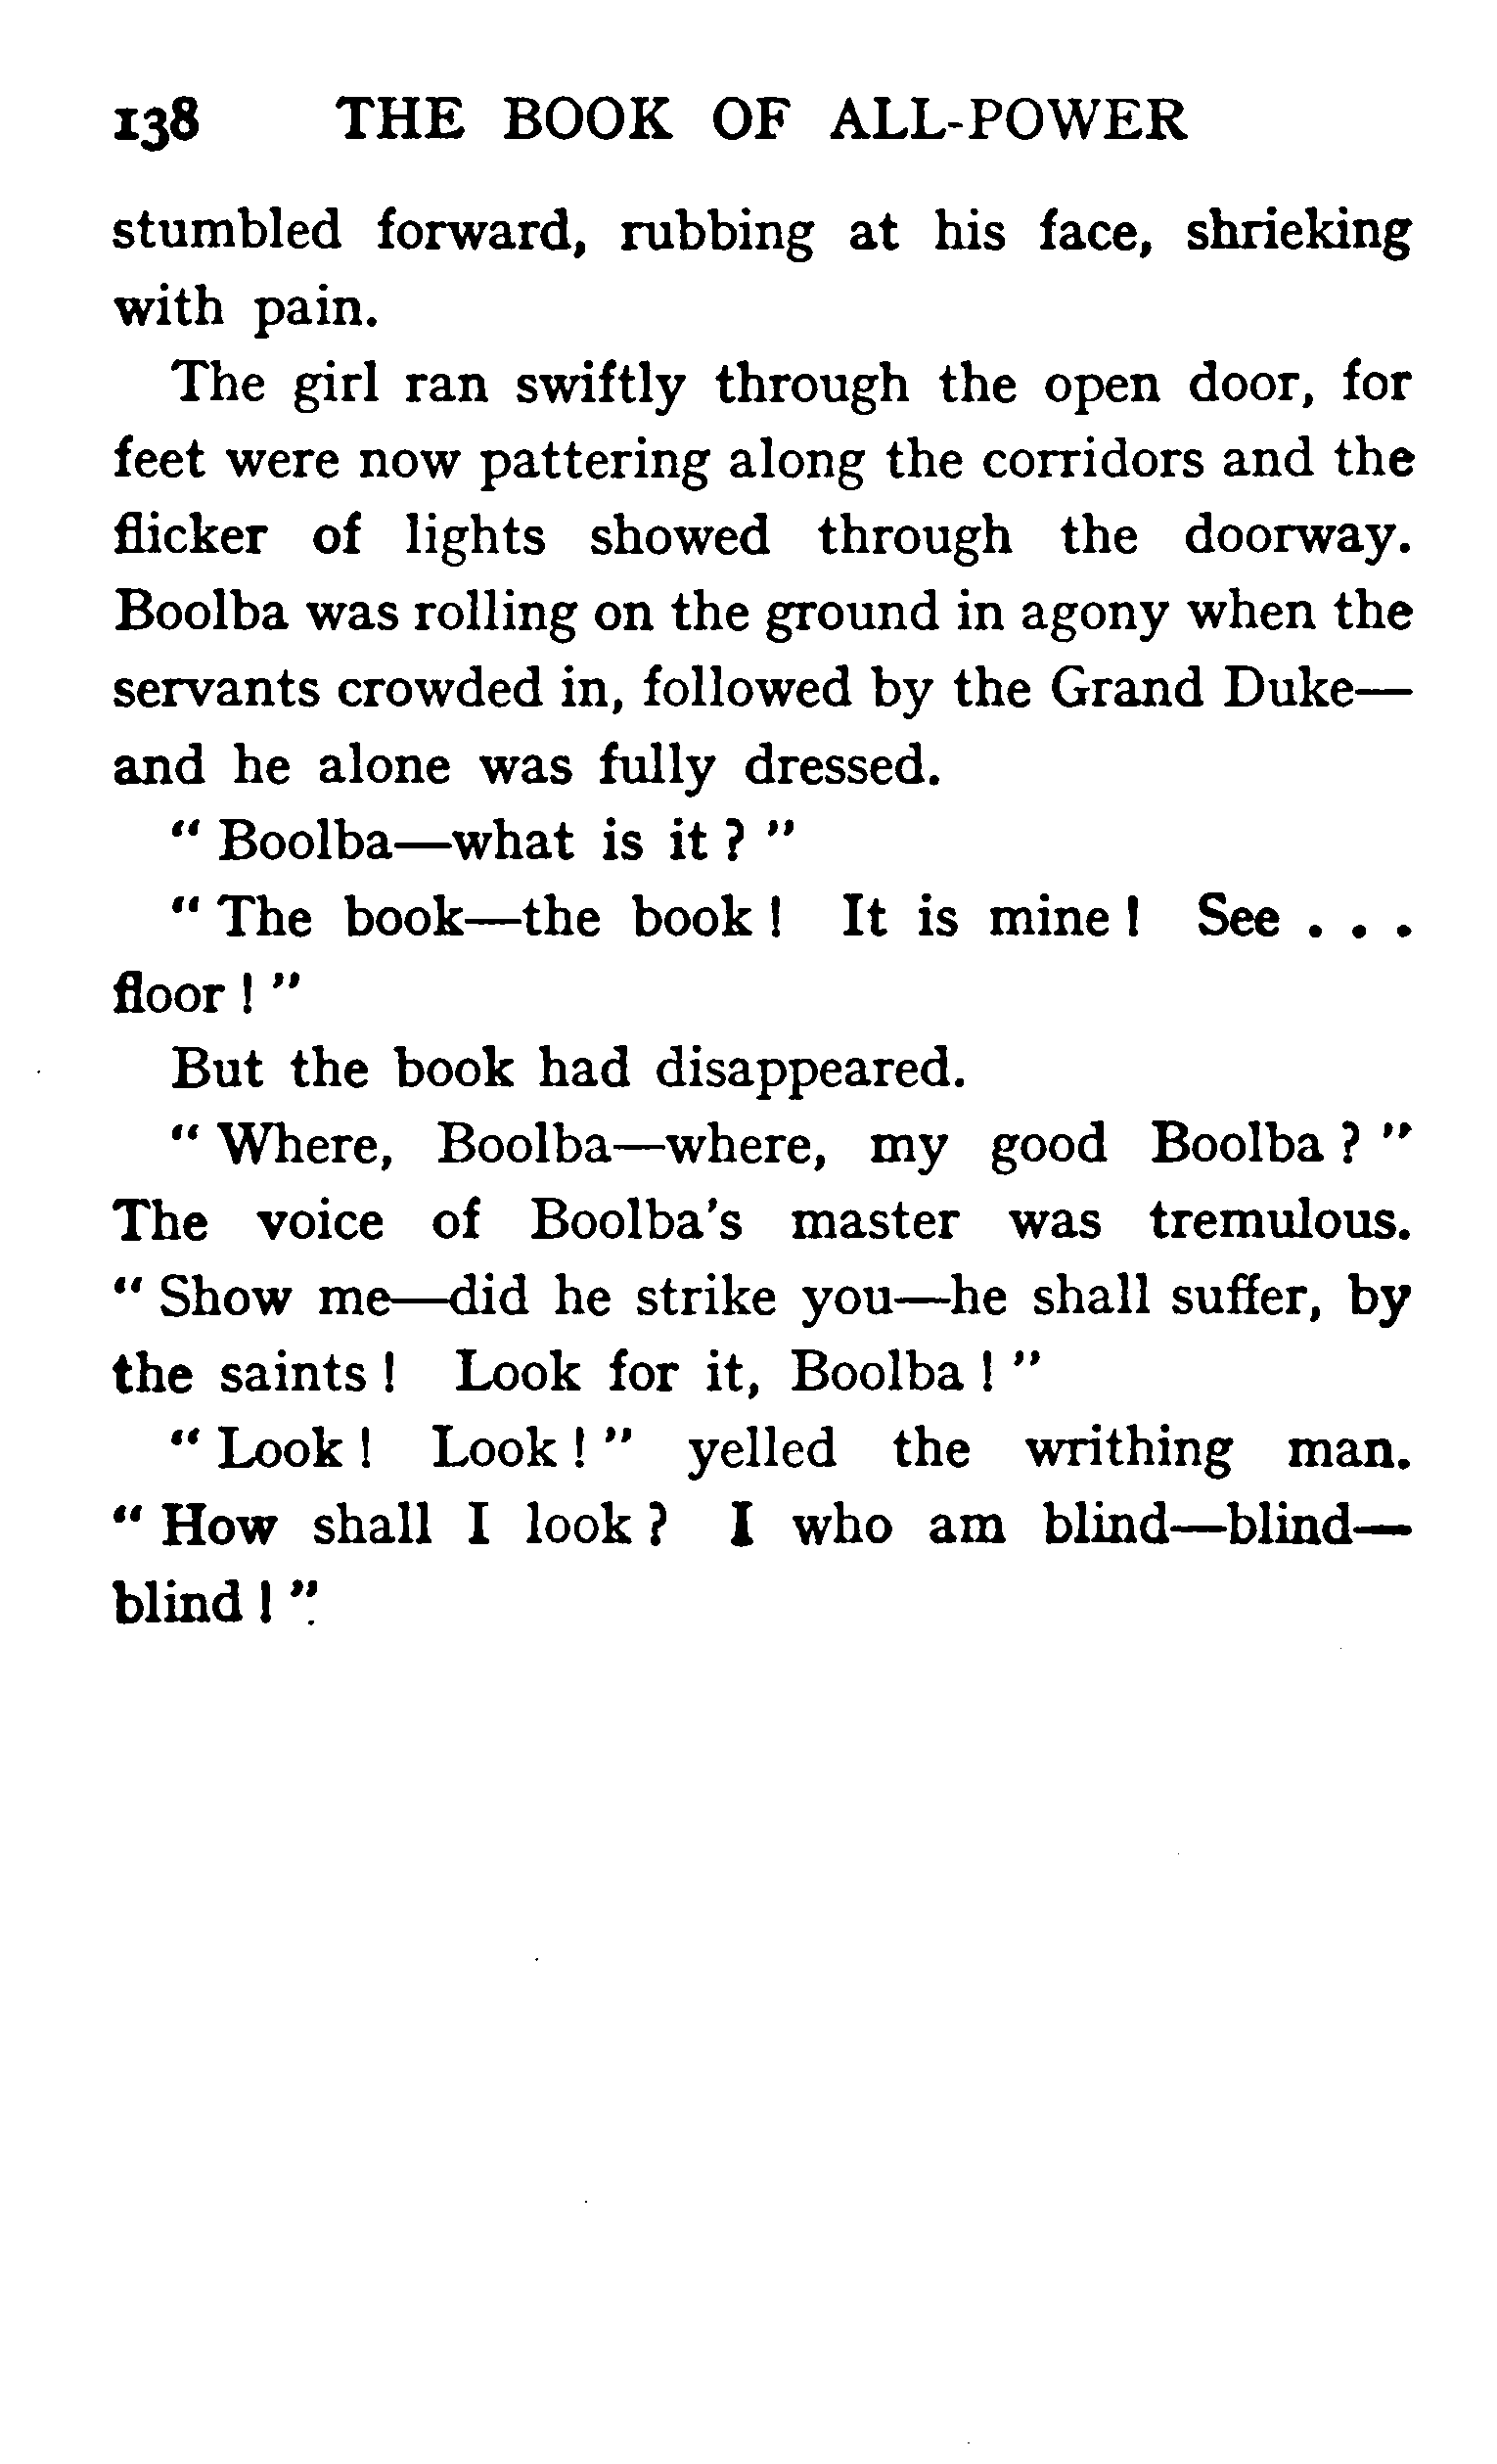 138 THE BOOK OF ALL-POWER
stumbled forward, rubbing at his face, shrieking
with pain.
The girl ran swiftly through the open door, for
feet were now pattering along the corridors and the
flicker of lights showed through the doorway.
Boolba was rolling on the ground in agony when the
servants crowded in, followed by the Grand Duke—
and he alone was fully dressed.
“ Boolba—what is it ? ”
“ The book—the book ! It is mine ! See . . .
floor ! ”
But the book had disappeared.
“ Where, Boolba—where, my good Boolba ? ”
The voice of Boolba's master was tremulous.
“ Show me—did he strike you—he shall suffer, by
the saints ! Look for it, Boolba ! ”
“ Look ! Look ! ” yelled the writhing man.
“ How shall I look ? I who am blind—blind—
blind ! ”